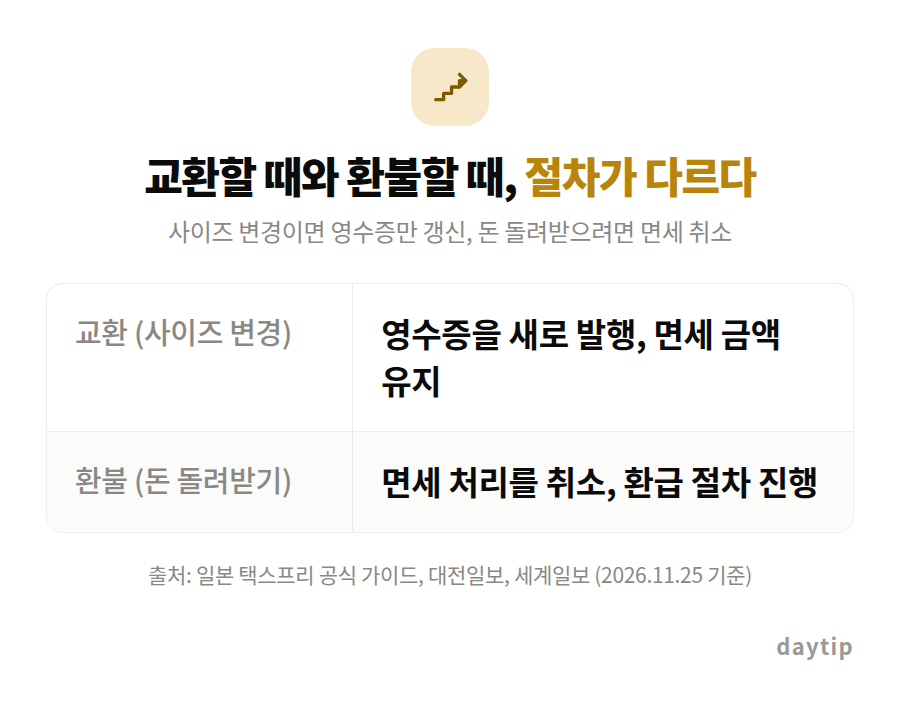 교환할 때와 환불할 때, 절차가 다르다
사이즈 변경이면 영수증만 갱신, 돈 돌려받으려면 면세 취소
교환 (사이즈 변경)
영수증을 새로 발행, 면세 금액
유지
환불 (돈 돌려받기)
면세 처리를 취소, 환급 절차 진행
출처: 일본 택스프리 공식 가이드, 대전일보, 세계일보 (2026.11.25 기준)
daytip